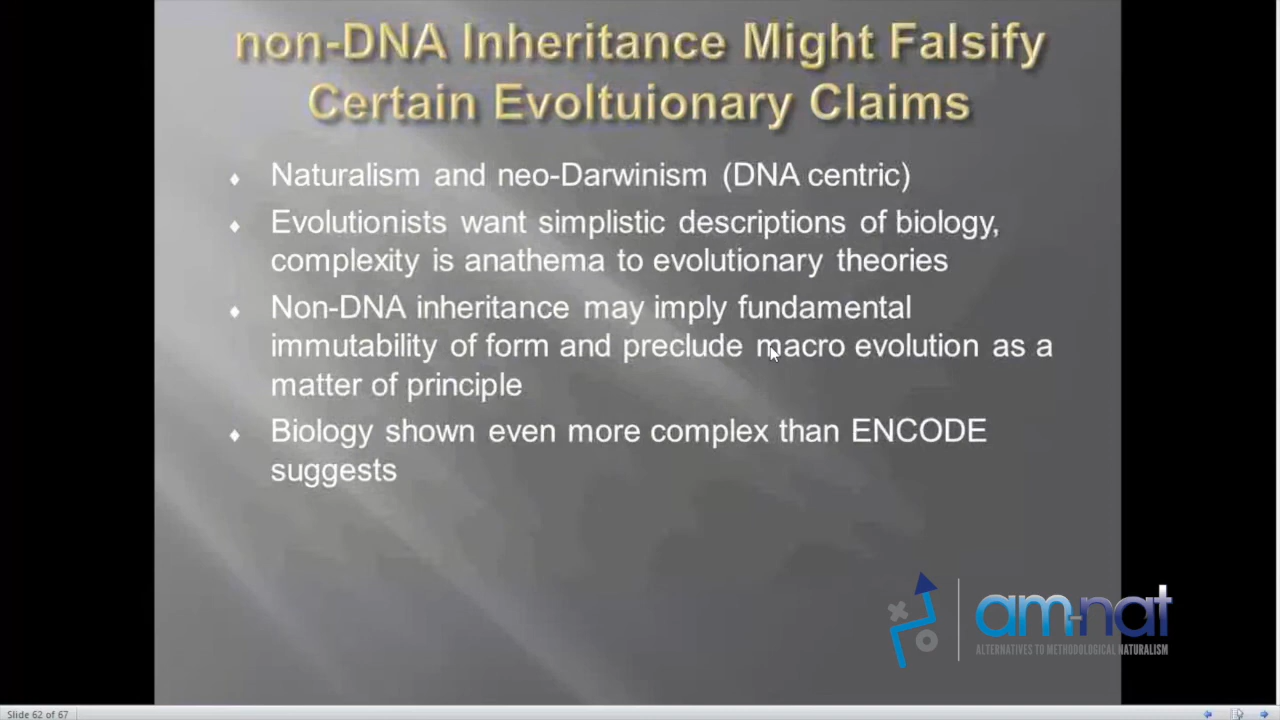 non-DNA Inheritance Might Falsify
Certain Evoltuionary Claims
Naturalism and neo-Darwinism (DNA centric)
Evolutionists want simplistic descriptions of biology,
complexity is anathema to evolutionary theories
Non-DNA inheritance may imply fundamental
immutability of form and preclude macro evolution as a
matter of principle
Biology shown even more complex than ENCODE
suggests
am-nat
ALTERNATIVES TO METHODOLOGICAL NATURALISM
Slide 62 of 67